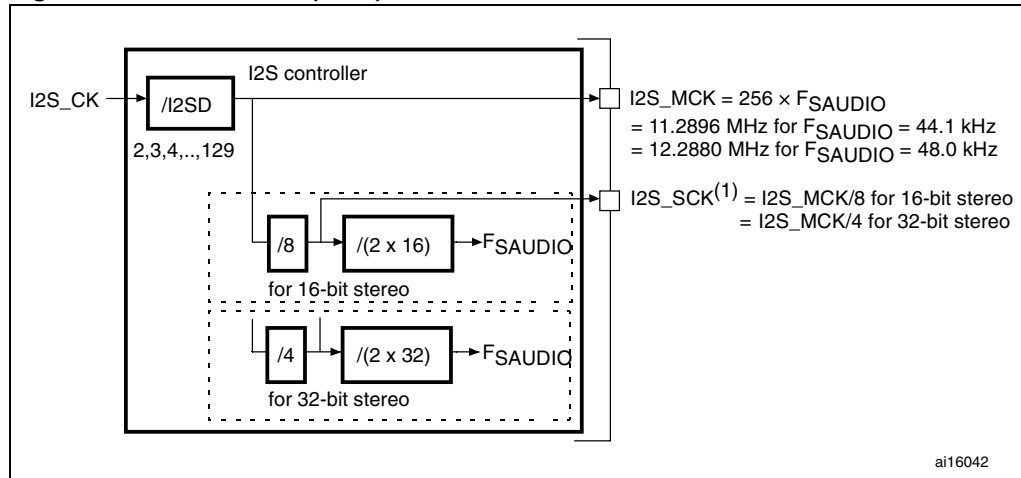 I2S controller
I2S_CK
/I2SD
2,3,4,..,129
I2S_MCK = 256 × FSAUDIO
= 11.2896 MHz for FSAUDIO = 44.1 kHz
= 12.2880 MHz for FSAUDIO = 48.0 kHz
I2S_SCK(1) = I2S_MCK/8 for 16-bit stereo
= I2S_MCK/4 for 32-bit stereo
/8
/(2 x 16)
FSAUDIO
for 16-bit stereo
/4
/(2 x 32)
FSAUDIO
for 32-bit stereo
ai16042